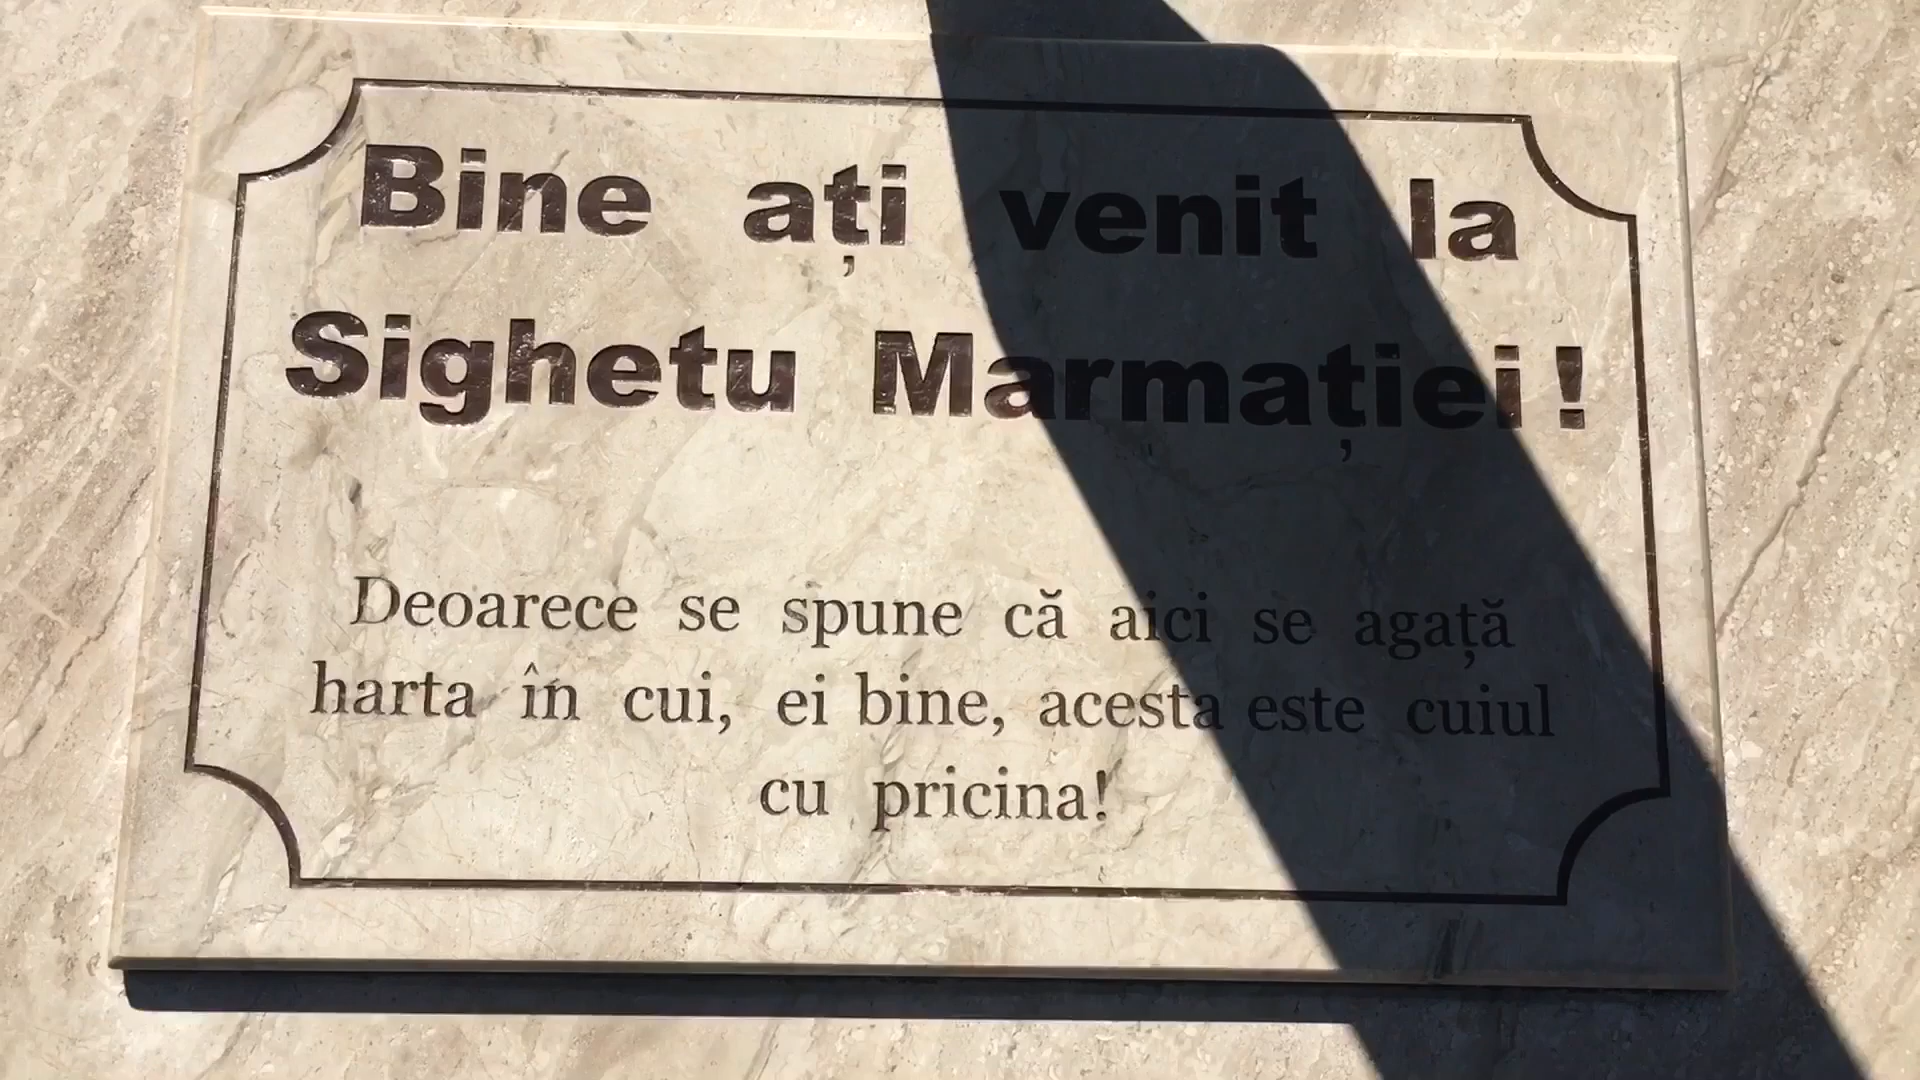 Bine ați venit la
Sighetu Marmației!
Deoarece se spune că aici se agață
harta în cui, ei bine, acesta este cuiul
cu pricina!